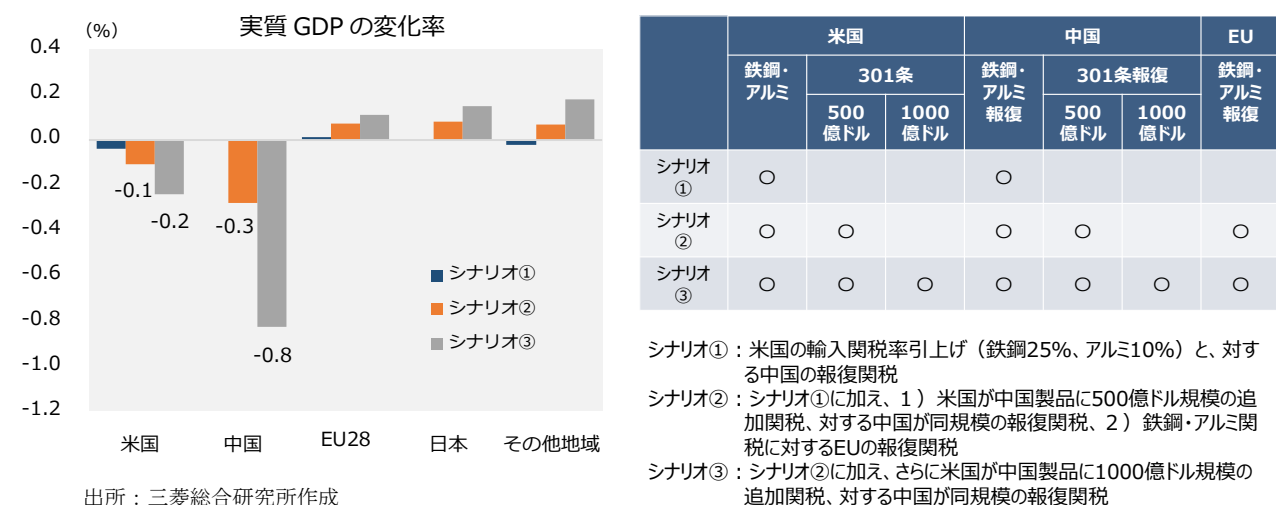 実質 GDP の変化率
(%)
0.4
0.2
0.0
-0.2
-0.4
-0.6
-0.8
-1.0
-1.2
-0.1
-0.2
-0.3
-0.8
シナリオ①
シナリオ②
シナリオ③
米国 中国 EU28 日本 その他地域
出所：三菱総合研究所作成
米国 中国 EU
鉄鋼・アルミ 301条 鉄鋼・アルミ報復 301条報復 鉄鋼・アルミ報復
500億ドル 1000億ドル 500億ドル 1000億ドル
シナリオ① ○ ○
シナリオ② ○ ○ ○ ○ ○
シナリオ③ ○ ○ ○ ○ ○ ○ ○
シナリオ①：米国の輸入関税率引上げ（鉄鋼25%、アルミ10%）と、対す
る中国の報復関税
シナリオ②：シナリオ①に加え、1）米国が中国製品に500億ドル規模の追
加関税、対する中国が同規模の報復関税、2）鉄鋼・アルミ関
税に対するEUの報復関税
シナリオ③：シナリオ②に加え、さらに米国が中国製品に1000億ドル規模の
追加関税、対する中国が同規模の報復関税